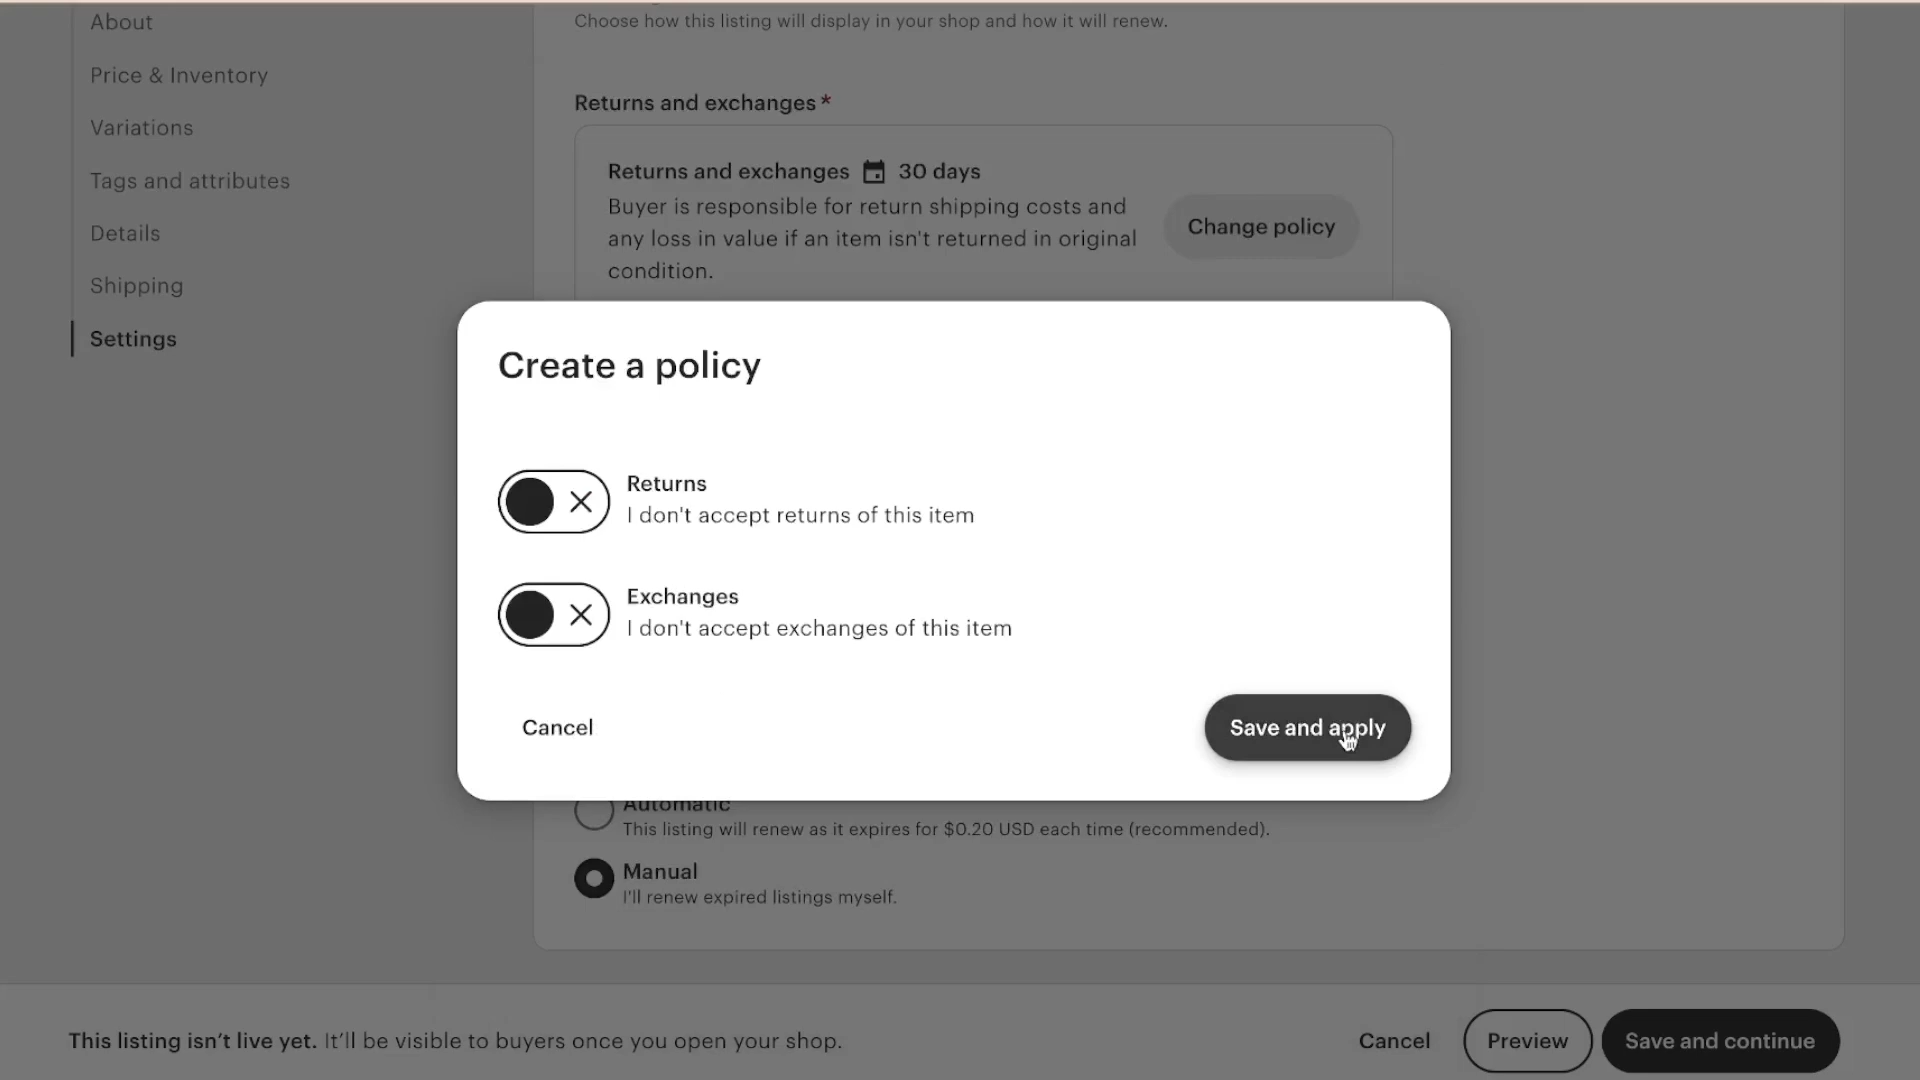 About
Choose how this listing will display in your shop and how it will renew.
Price & Inventory
Variations
Tags and attributes
Details
Shipping
Settings
Returns and exchanges*
Returns and exchanges 30 days
Buyer is responsible for return shipping costs and
any loss in value if an item isn't returned in original
condition.
Change policy
Create a policy
Returns
I don't accept returns of this item
Exchanges
I don't accept exchanges of this item
Cancel
Save and apply
Automatic
This listing will renew as it expires for $0.20 USD each time (recommended).
Manual
I'll renew expired listings myself.
This listing isn't live yet. It'll be visible to buyers once you open your shop.
Cancel
Preview
Save and continue